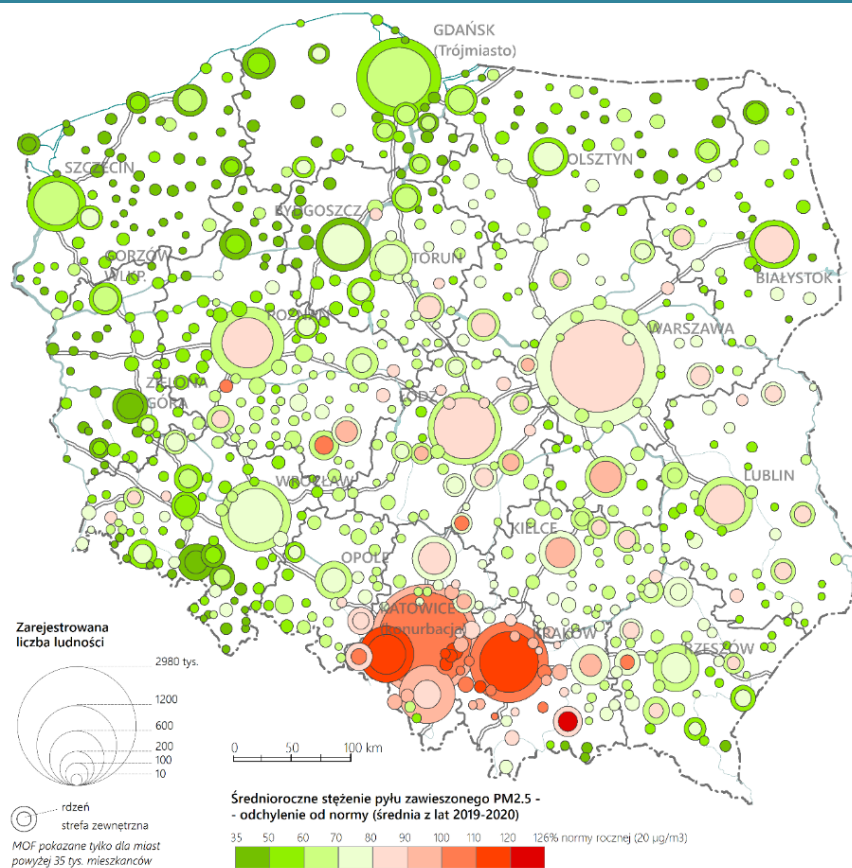 GDAŃSK
(Trójmiasto)
SZCZECIN
OLSZTYN
BYDGOSZCZ
GORZÓW
WLKP.
TORUŃ
BIAŁYSTOK
POZNAŃ
WARSZAWA
ZIELONA
GÓRA
ŁÓDŹ
WROCŁAW
LUBLIN
KIELCE
OPOLE
KATOWICE
(konurbacja)
KRAKÓW
RZESZÓW
Zarejestrowana
liczba ludności
2980 tys.
1200
600
200
100
10
rdzeń
strefa zewnętrzna
MOF pokazane tylko dla miast
powyżej 35 tys. mieszkańców
0 50 100 km
Średnioroczne stężenie pyłu zawieszonego PM2.5 -
- odchylenie od normy (średnia z lat 2019-2020)
35 50 60 70 80 90 100 110 120 126% normy rocznej (20 μg/m3)